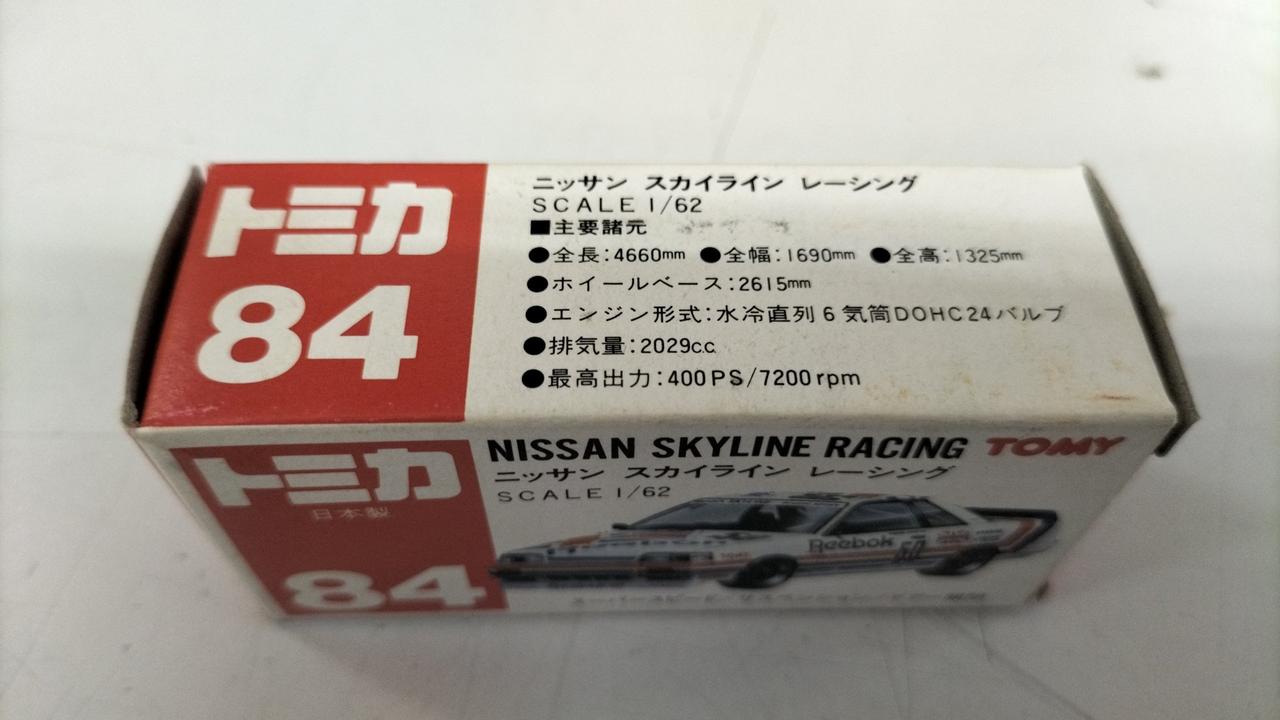 トミカ
84
ニッサン スカイライン レーシング
SCALE 1/62
■主要諸元
●全長:4660mm ●全幅:1690mm ●全高:1325mm
●ホイールベース:2615mm
●エンジン形式:水冷直列6気筒DOHC24バルブ
●排気量:2029c.c.
●最高出力:400PS/7200rpm
トミカ
日本製
84
NISSAN SKYLINE RACING TOMY
ニッサン スカイライン レーシング
SCALE 1/62
Reebok